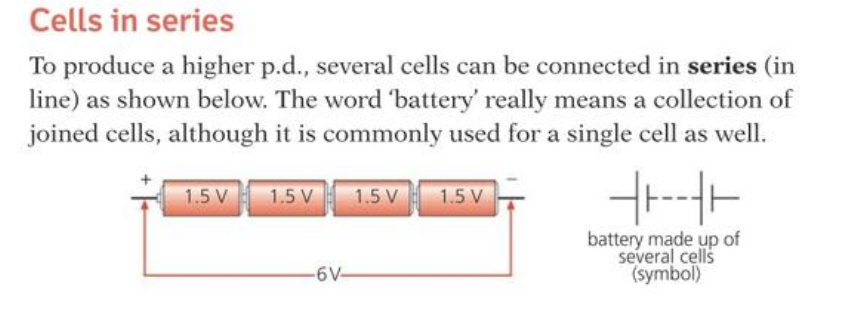 Cells in series
To produce a higher p.d., several cells can be connected in series (in
line) as shown below. The word ‘battery’ really means a collection of
joined cells, although it is commonly used for a single cell as well.
+ −
1.5 V 1.5 V 1.5 V 1.5 V
6V
battery made up of
several cells
(symbol)